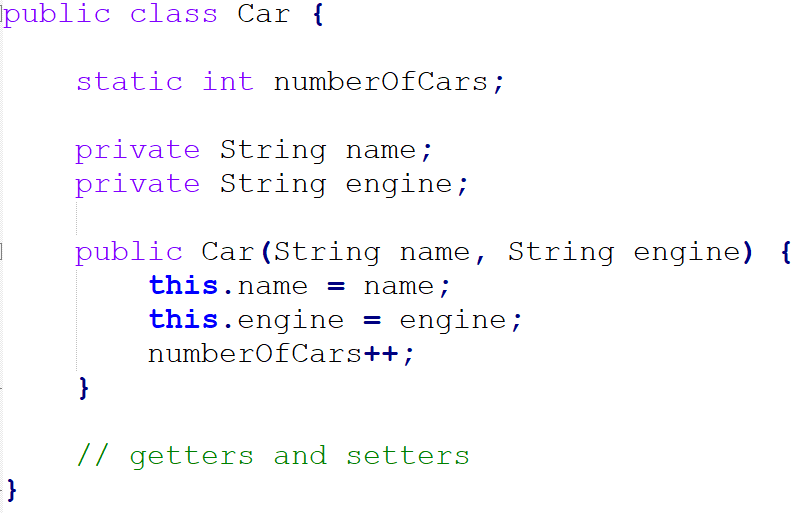 public class Car {
static int numberOfCars;
private String name;
private String engine;
public Car(String name, String engine) {
this.name = name;
this.engine = engine;
numberOfCars++;
}
// getters and setters
}